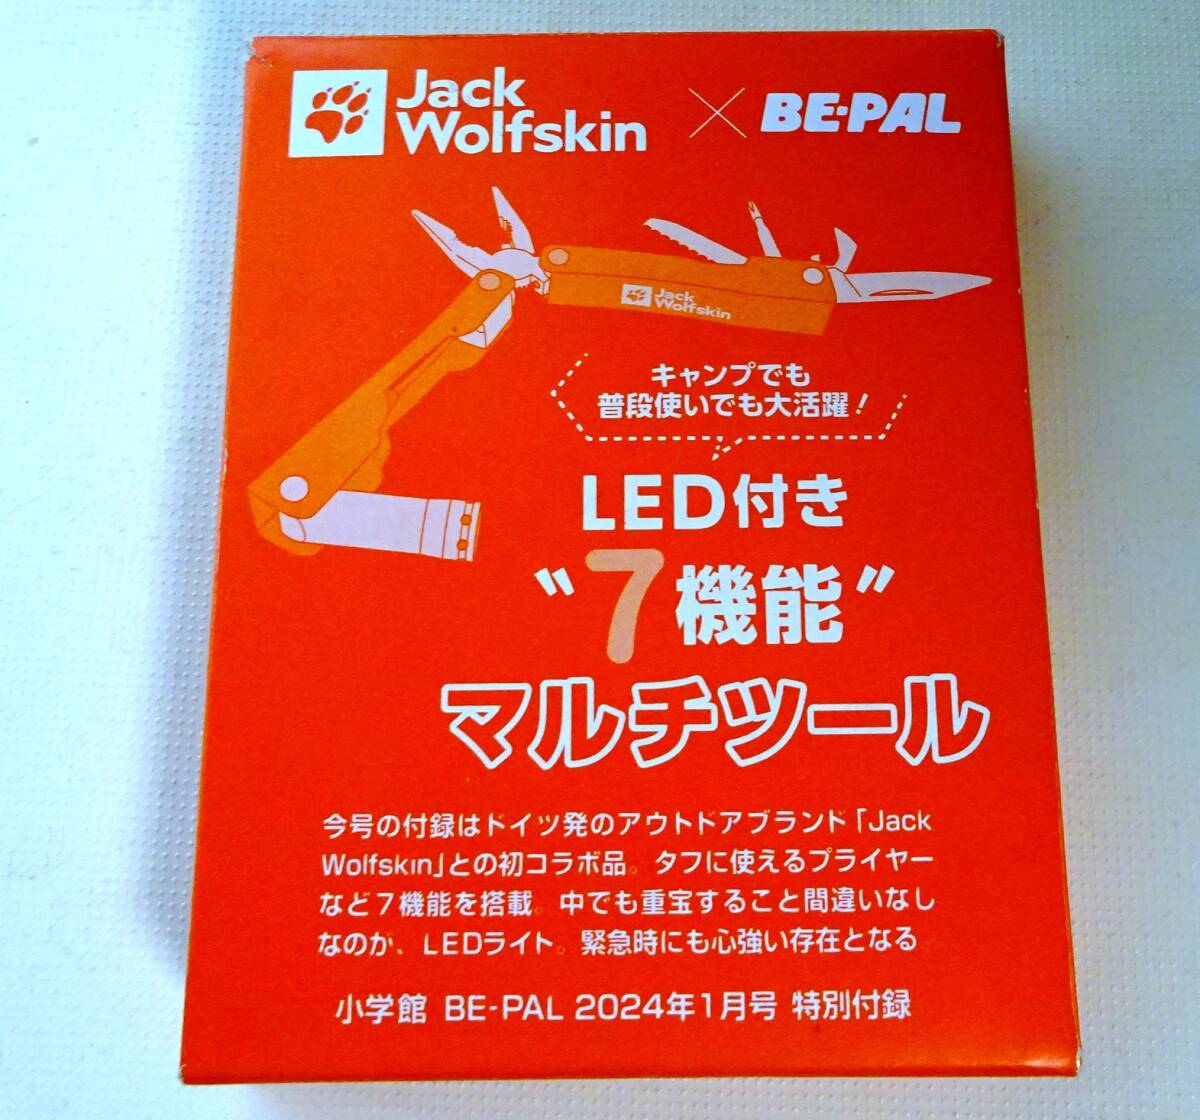 Jack
Wolfskin
× BE-PAL
Jack
Wolfskin
キャンプでも
普段使いでも大活躍!
LED付き
"7機能"
マルチツール
今号の付録はドイツ発のアウトドアブランド「Jack
Wolfskin」との初コラボ品。タフに使えるプライヤー
など7機能を搭載。中でも重宝すること間違いなし
なのが、LEDライト。緊急時にも心強い存在となる
小学館 BE-PAL 2024年1月号 特別付録